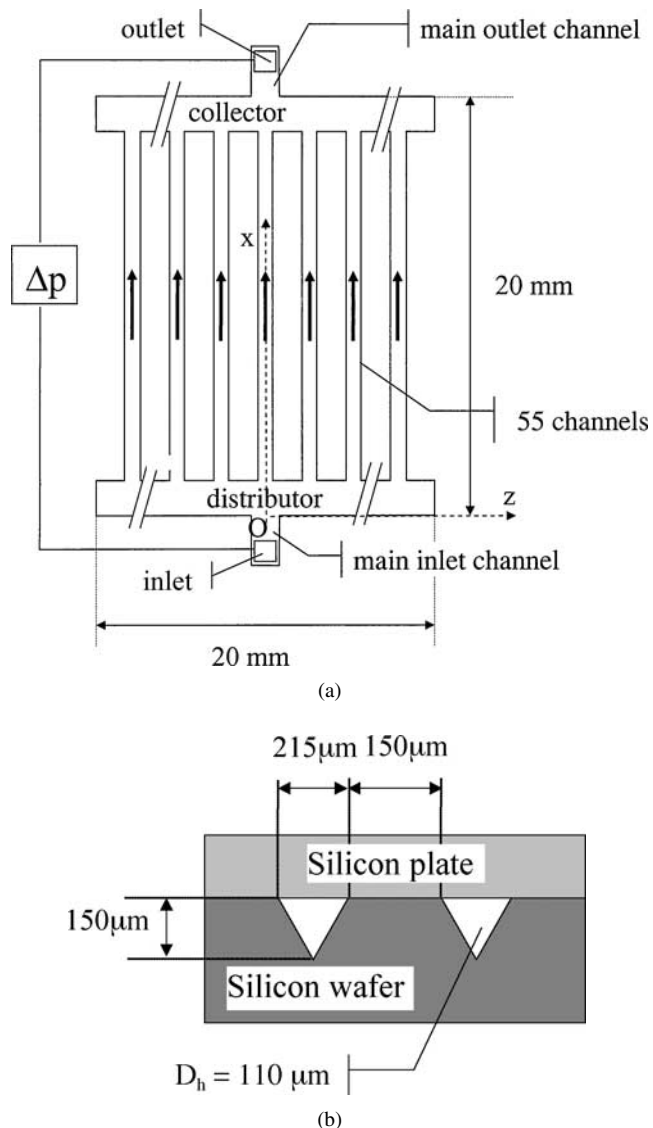 outlet
main outlet channel
collector
x
Δp
20 mm
55 channels
distributor
z
O
main inlet channel
inlet
20 mm
(a)
215μm 150μm
Silicon plate
150μm
Silicon wafer
Dh = 110 μm
(b)